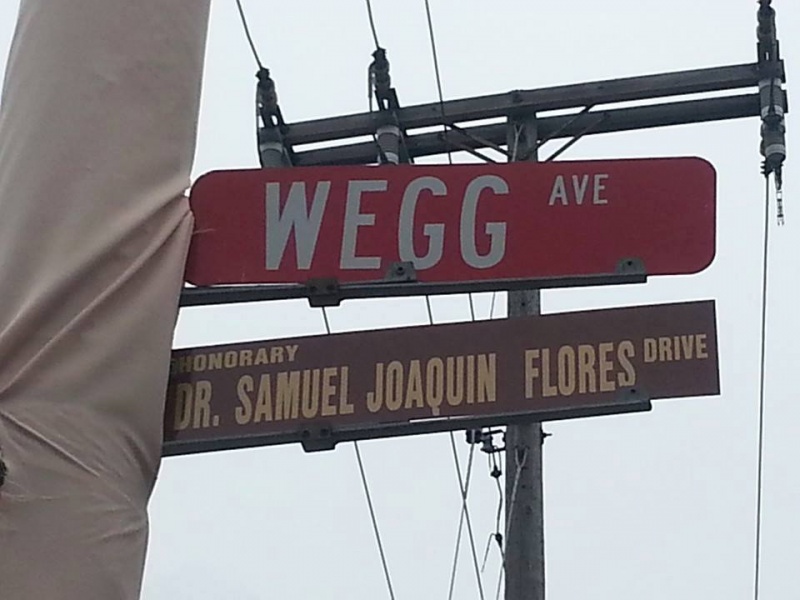 WEGG AVE
HONORARY
DR. SAMUEL JOAQUIN FLORES DRIVE